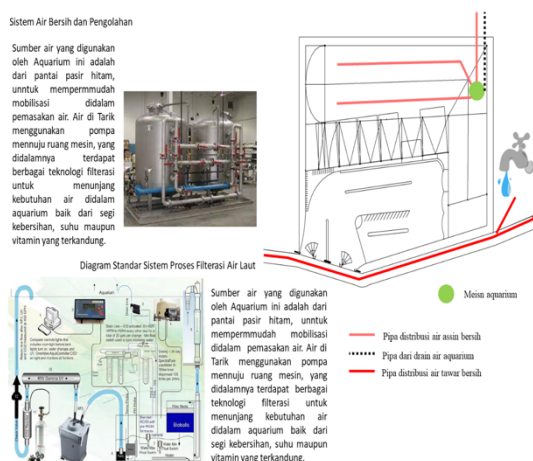 Sistem Air Bersih dan Pengolahan
Sumber air yang digunakan
oleh Aquarium ini adalah
dari pantai pasir hitam,
unntuk mempermmudah
mobilisasi didalam
pemasakan air. Air di Tarik
menggunakan pompa
mennuju ruang mesin, yang
didalamnya terdapat
berbagai teknologi filterasi
untuk menunjang
kebutuhan air didalam
aquarium baik dari segi
kebersihan, suhu maupun
vitamin yang terkandung.
Mesisn aquarium
Pipa distribusi air assin bersih
Pipa dari drain air aquarium
Pipa distribusi air tawar bersih
Diagram Standar Sistem Proses Filterasi Air Laut
Aquarium
Sumber air yang digunakan
oleh Aquarium ini adalah dari
pantai pasir hitam, unntuk
mempermmudah mobilisasi
didalam pemasakan air. Air di
Tarik menggunakan pompa
mennuju ruang mesin, yang
didalamnya terdapat berbagai
teknologi filterasi untuk
menunjang kebutuhan air
didalam aquarium baik dari
segi kebersihan, suhu maupun
vitamin yang terkandung.